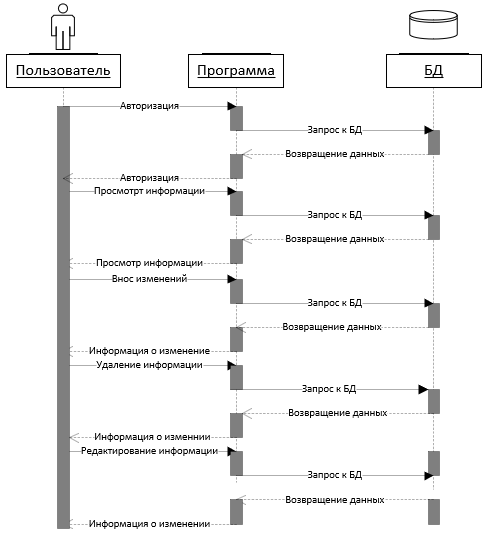 Пользователь
Программа
БД
Авторизация
Запрос к БД
Возвращение данных
Авторизация
Просмотрт информации
Запрос к БД
Возвращение данных
Просмотр информации
Внос изменений
Запрос к БД
Возвращение данных
Информация о изменение
Удаление информации
Запрос к БД
Возвращение данных
Информация о изменнии
Редактирование информации
Запрос к БД
Возвращение данных
Информация о изменении